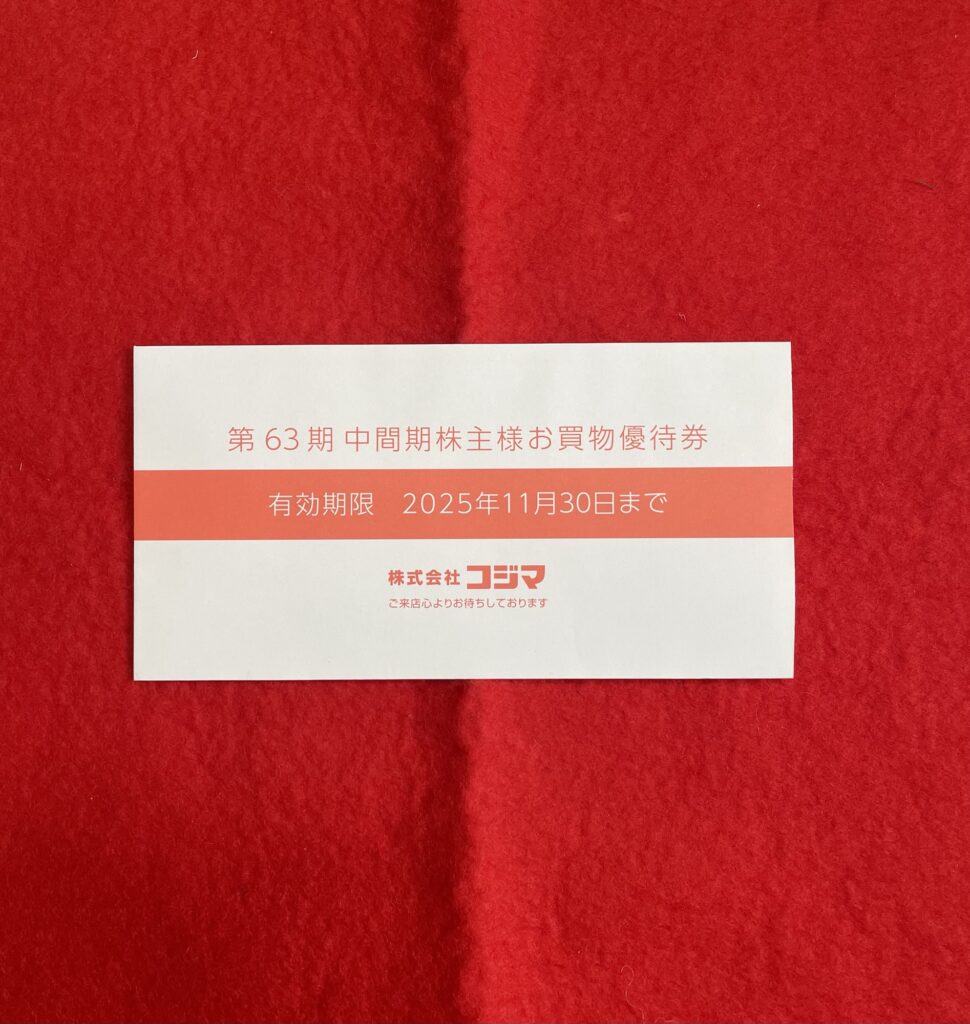 第63期 中間期株主様お買物優待券
有効期限　2025年11月30日まで
株式会社 コジマ
ご来店心よりお待ちしております